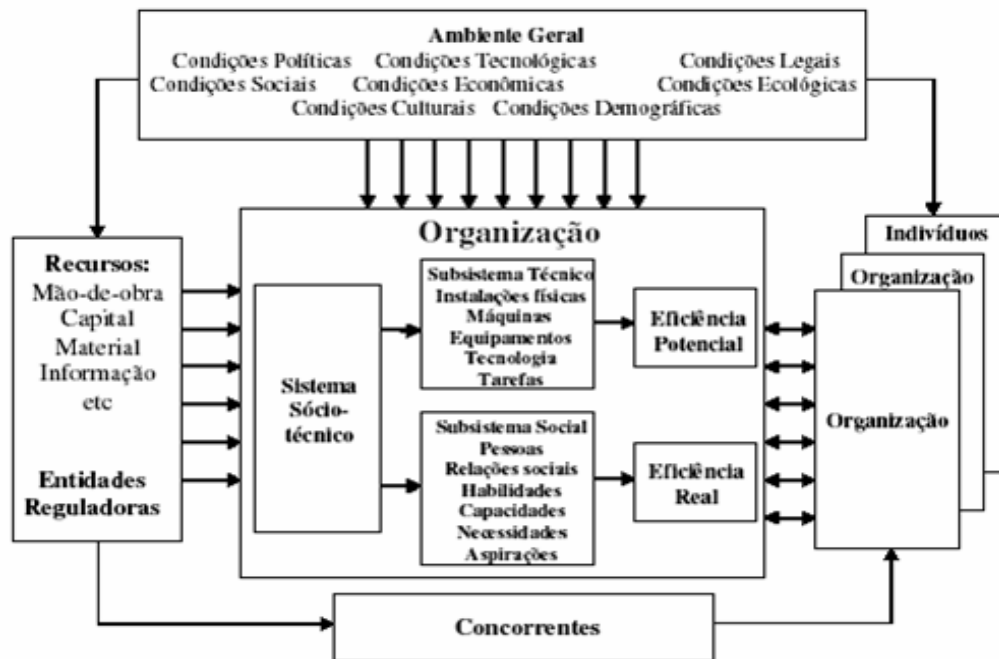 Ambiente Geral
Condições Políticas Condições Tecnológicas Condições Legais
Condições Sociais Condições Econômicas Condições Ecológicas
Condições Culturais Condições Demográficas
Recursos:
Mão-de-obra
Capital
Material
Informação
etc
Entidades
Reguladoras
Organização
Sistema
Sócio-
técnico
Subsistema Técnico
Instalações físicas
Máquinas
Equipamentos
Tecnologia
Tarefas
Eficiência
Potencial
Subsistema Social
Pessoas
Relações sociais
Habilidades
Capacidades
Necessidades
Aspirações
Eficiência
Real
Indivíduos
Organização
Organização
Concorrentes